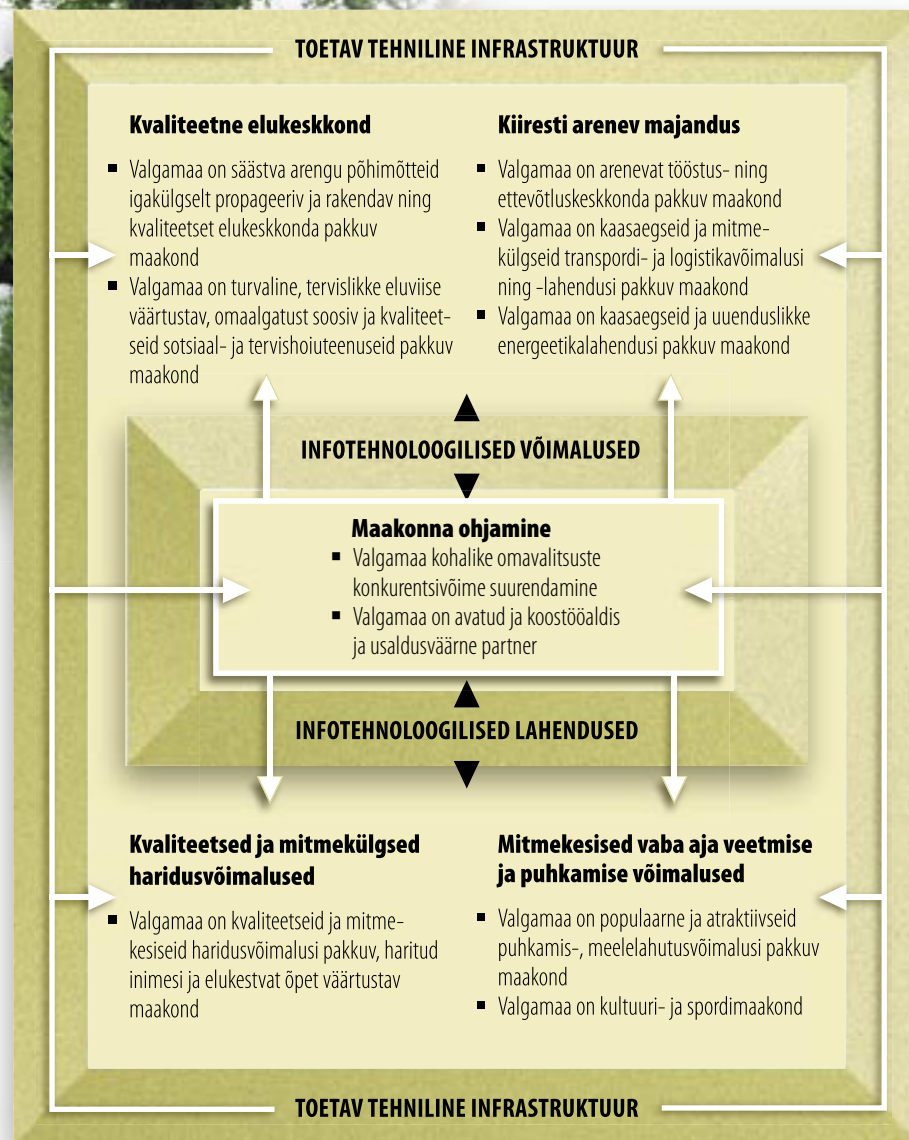 TOETAV TEHNILINE INFRASTRUKTUUR
Kvaliteetne elukeskkond
▪ Valgamaa on säästva arengu põhimõtteid
igakülgselt propageeriv ja rakendav ning
kvaliteetset elukeskkonda pakkuv
maakond
▪ Valgamaa on turvaline, tervislikke eluviise
väärtustav, omaalgatust soosiv ja kvaliteet-
seid sotsiaal- ja tervishoiuteenuseid pakkuv
maakond
Kiiresti arenev majandus
▪ Valgamaa on arenevat tööstus- ning
ettevõtluskeskkonda pakkuv maakond
▪ Valgamaa on kaasaegseid ja mitme-
külgseid transpordi- ja logistikavõimalusi
ning -lahendusi pakkuv maakond
▪ Valgamaa on kaasaegseid ja uuenduslikke
energeetikalahendusi pakkuv maakond
INFOTEHNOLOOGILISED VÕIMALUSED
Maakonna ohjamine
▪ Valgamaa kohalike omavalitsuste
konkurentsivõime suurendamine
▪ Valgamaa on avatud ja koostööaldis
ja usaldusväärne partner
INFOTEHNOLOOGILISED LAHENDUSED
Kvaliteetsed ja mitmekülgsed
haridusvõimalused
▪ Valgamaa on kvaliteetseid ja mitme-
kesiseid haridusvõimalusi pakkuv, haritud
inimesi ja elukestvat õpet väärtustav
maakond
Mitmekesised vaba aja veetmise
ja puhkamise võimalused
▪ Valgamaa on populaarne ja atraktiivseid
puhkamis-, meelelahutusvõimalusi pakkuv
maakond
▪ Valgamaa on kultuuri- ja spordimaakond
TOETAV TEHNILINE INFRASTRUKTUUR